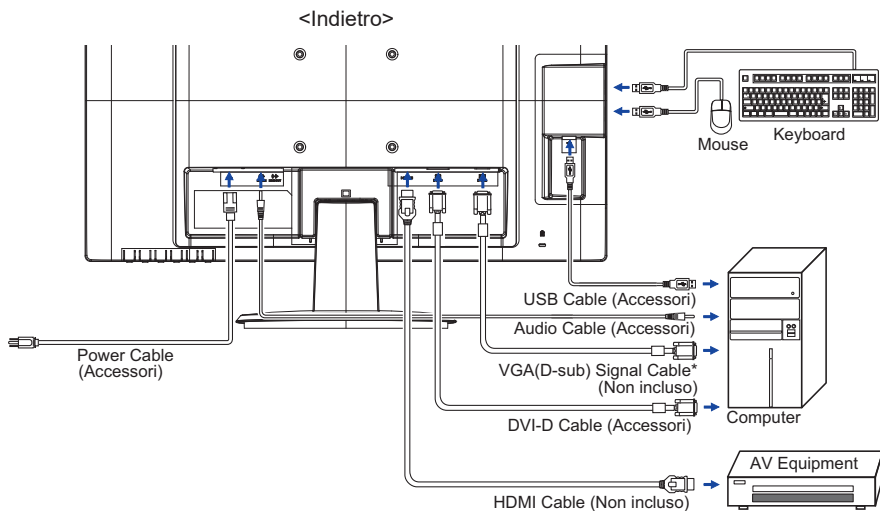 <Indietro>
Mouse
Keyboard
USB Cable (Accessori)
Audio Cable (Accessori)
Power Cable
(Accessori)
VGA(D-sub) Signal Cable*
(Non incluso)
DVI-D Cable (Accessori)
Computer
AV Equipment
HDMI Cable (Non incluso)